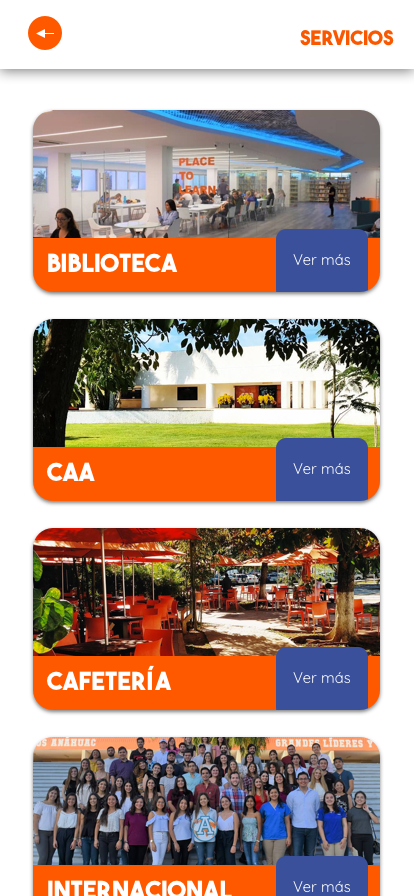 SERVICIOS
PLACE
TO
LEARN
BIBLIOTECA
Ver más
CAA
Ver más
CAFETERÍA
Ver más
OS ANÁHUAC
GRANDES LÍDERES Y
INTERNACIONAL
Ver más